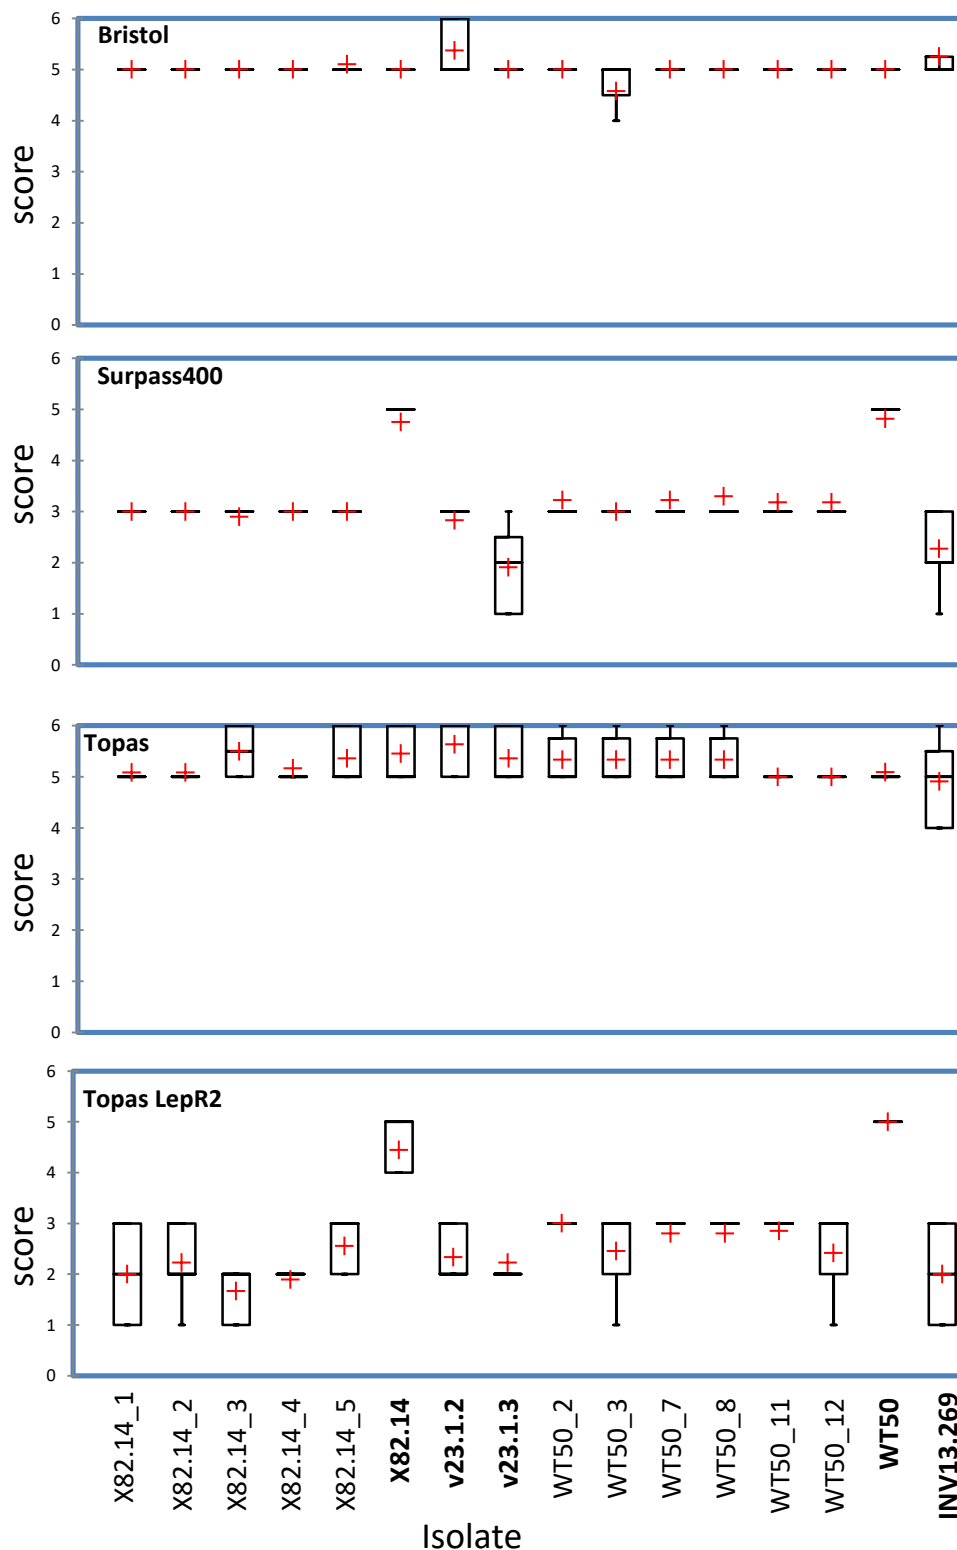 Bristol
score
6
5
4
3
2
1
0
Surpass400
score
6
5
4
3
2
1
0
Topas
score
6
5
4
3
2
1
0
Topas LepR2
score
6
5
4
3
2
1
0
X82.14_1
X82.14_2
X82.14_3
X82.14_4
X82.14_5
X82.14
v23.1.2
v23.1.3
WT50_2
WT50_3
WT50_7
WT50_8
WT50_11
WT50_12
WT50
INV13.269
Isolate